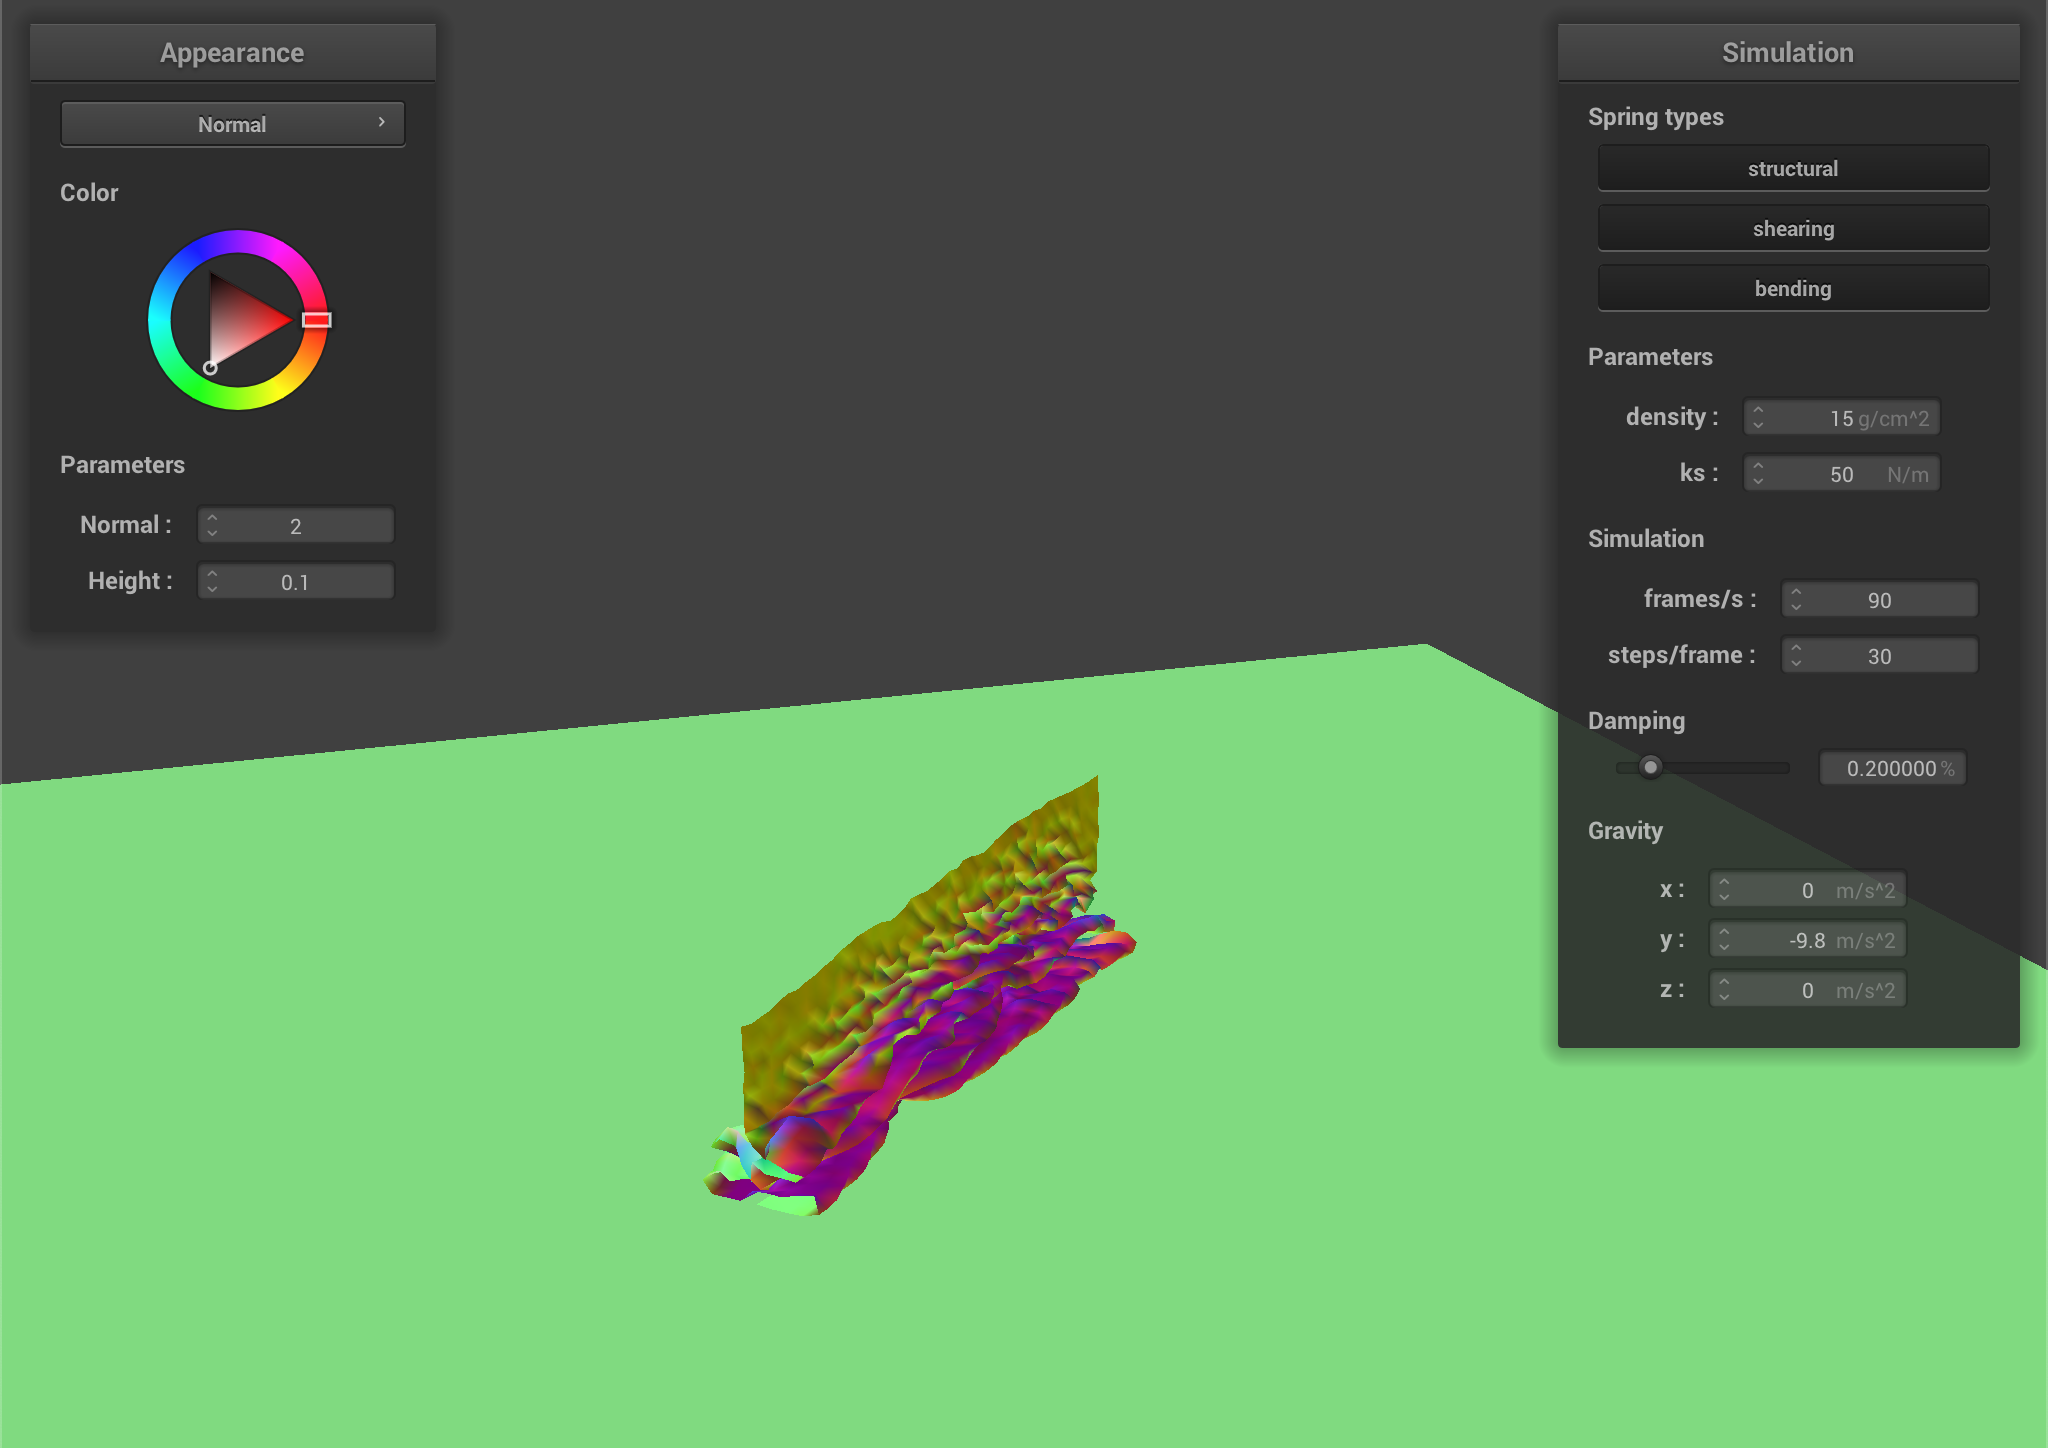 Appearance
Normal
Color
Parameters
Normal : 2
Height : 0.1
Simulation
Spring types
structural
shearing
bending
Parameters
density : 15 g/cm^2
ks : 50 N/m
Simulation
frames/s : 90
steps/frame : 30
Damping
0.200000 %
Gravity
x : 0 m/s^2
y : -9.8 m/s^2
z : 0 m/s^2